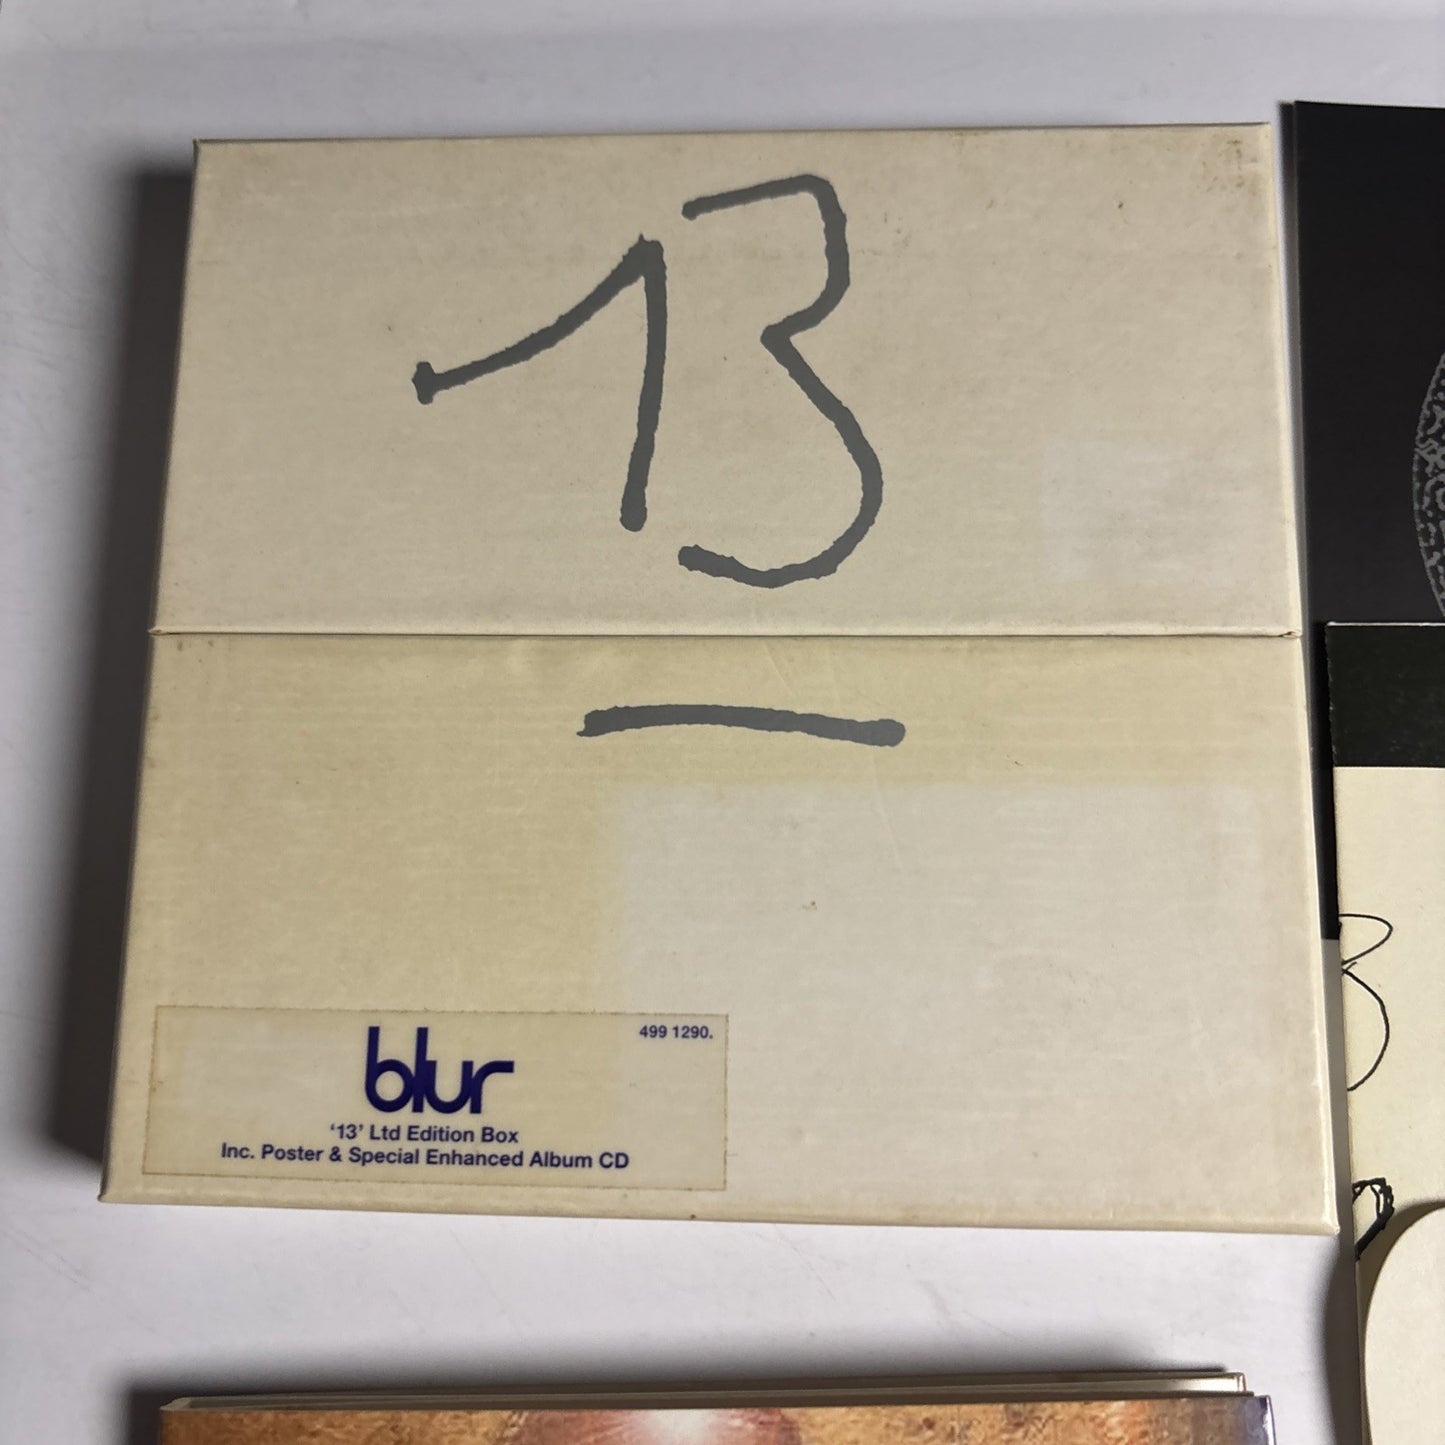 13
499 1290.
blur
‘13’ Ltd Edition Box
Inc. Poster & Special Enhanced Album CD